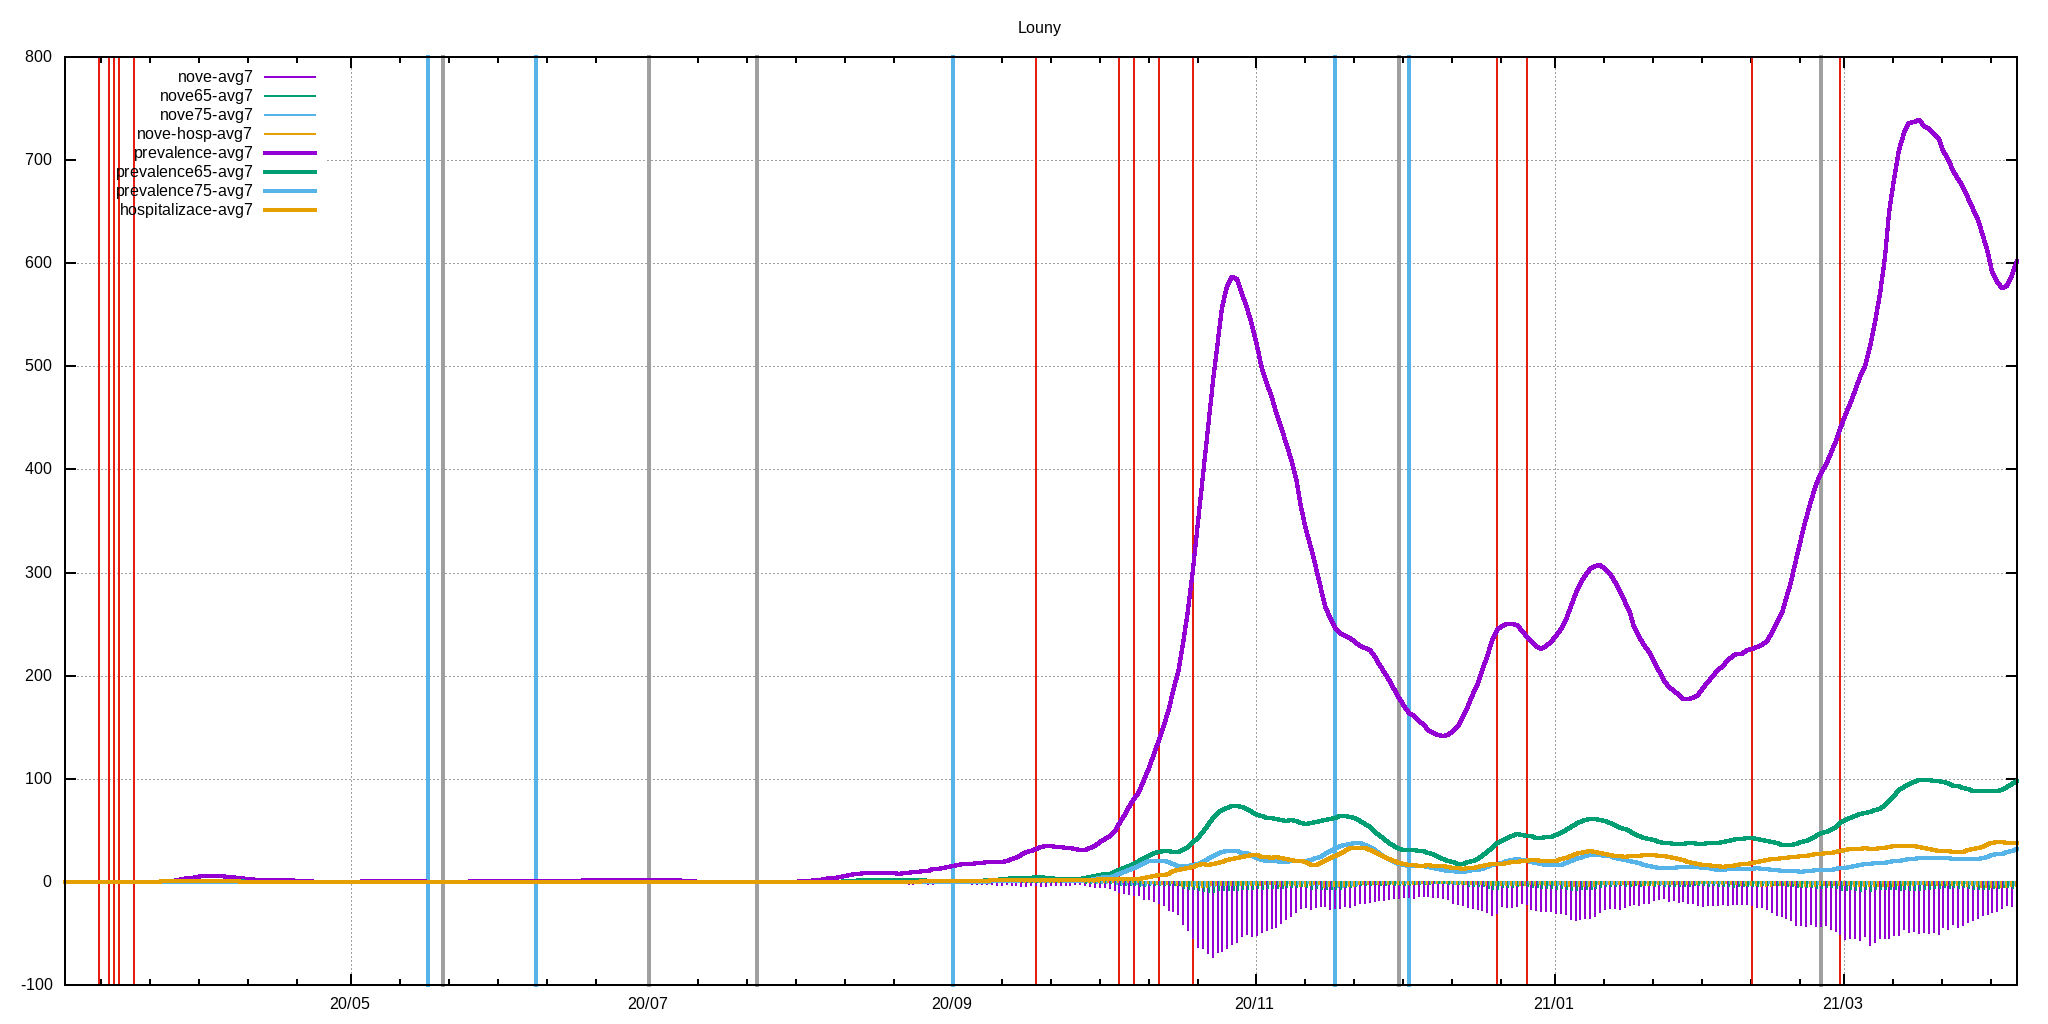 Louny
800
700
600
500
400
300
200
100
0
-100
nove-avg7
nove65-avg7
nove75-avg7
nove-hosp-avg7
prevalence-avg7
prevalence65-avg7
prevalence75-avg7
hospitalizace-avg7
20/05 20/07 20/09 20/11 21/01 21/03